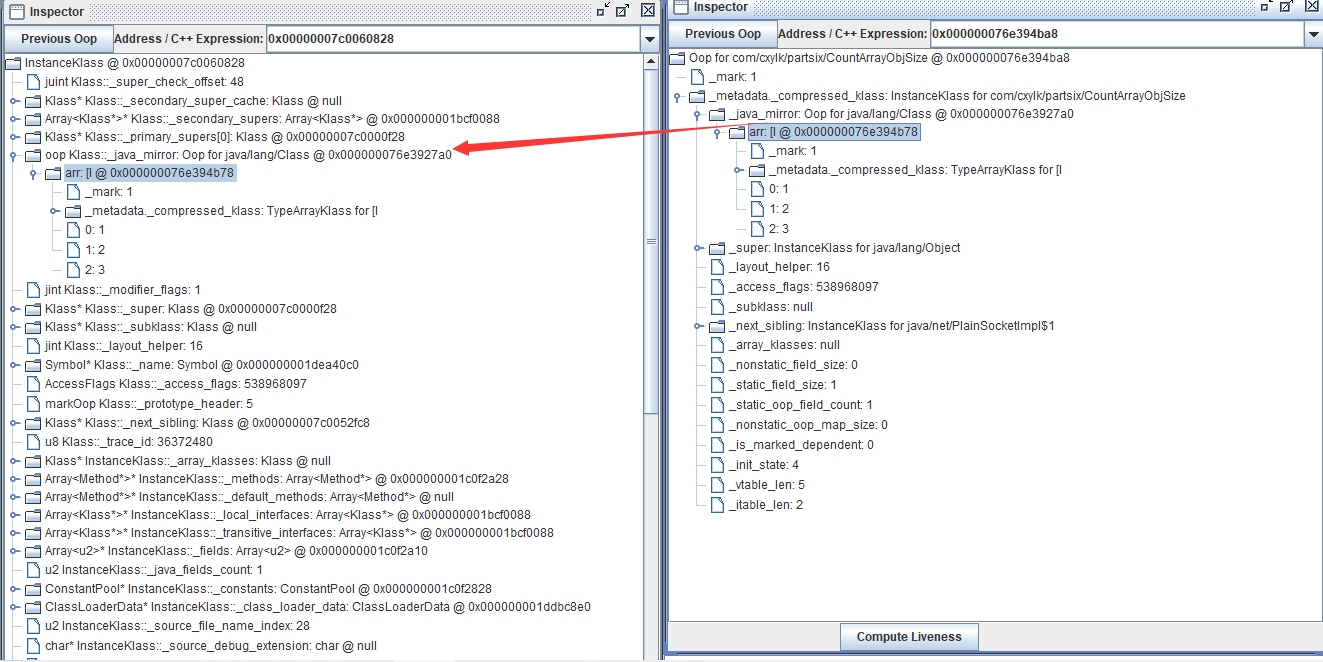 Inspector
Previous Oop Address / C++ Expression: 0x00000007c0060828
InstanceKlass @ 0x00000007c0060828
juint Klass::_super_check_offset: 48
Klass* Klass::_secondary_super_cache: Klass @ null
Array<Klass*>* Klass::_secondary_supers: Array<Klass*> @ 0x000000001bcf0088
Klass* Klass::_primary_supers[0]: Klass @ 0x00000007c0000f28
oop Klass::_java_mirror: Oop for java/lang/Class @ 0x000000076e3927a0
arr: [I @ 0x000000076e394b78
_mark: 1
_metadata._compressed_klass: TypeArrayKlass for [I
0: 1
1: 2
2: 3
jint Klass::_modifier_flags: 1
Klass* Klass::_super: Klass @ 0x00000007c0000f28
Klass* Klass::_subklass: Klass @ null
jint Klass::_layout_helper: 16
Symbol* Klass::_name: Symbol @ 0x000000001dea40c0
AccessFlags Klass::_access_flags: 538968097
markOop Klass::_prototype_header: 5
Klass* Klass::_next_sibling: Klass @ 0x00000007c0052fc8
u8 Klass::_trace_id: 36372480
Klass* InstanceKlass::_array_klasses: Klass @ null
Array<Method*>* InstanceKlass::_methods: Array<Method*> @ 0x000000001c0f2a28
Array<Method*>* InstanceKlass::_default_methods: Array<Method*> @ null
Array<Klass*>* InstanceKlass::_local_interfaces: Array<Klass*> @ 0x000000001bcf0088
Array<Klass*>* InstanceKlass::_transitive_interfaces: Array<Klass*> @ 0x000000001bcf0088
Array<u2>* InstanceKlass::_fields: Array<u2> @ 0x000000001c0f2a10
u2 InstanceKlass::_java_fields_count: 1
ConstantPool* InstanceKlass::_constants: ConstantPool @ 0x000000001c0f2828
ClassLoaderData* InstanceKlass::_class_loader_data: ClassLoaderData @ 0x000000001ddbc8e0
u2 InstanceKlass::_source_file_name_index: 28
char* InstanceKlass::_source_debug_extension: char @ null
Inspector
Previous Oop Address / C++ Expression: 0x000000076e394ba8
Oop for com/cxylk/partsix/CountArrayObjSize @ 0x000000076e394ba8
_mark: 1
_metadata._compressed_klass: InstanceKlass for com/cxylk/partsix/CountArrayObjSize
_java_mirror: Oop for java/lang/Class @ 0x000000076e3927a0
arr: [I @ 0x000000076e394b78
_mark: 1
_metadata._compressed_klass: TypeArrayKlass for [I
0: 1
1: 2
2: 3
_super: InstanceKlass for java/lang/Object
_layout_helper: 16
_access_flags: 538968097
_subklass: null
_next_sibling: InstanceKlass for java/net/PlainSocketImpl$1
_array_klasses: null
_nonstatic_field_size: 0
_static_field_size: 1
_static_oop_field_count: 1
_nonstatic_oop_map_size: 0
_is_marked_dependent: 0
_init_state: 4
_vtable_len: 5
_itable_len: 2
Compute Liveness